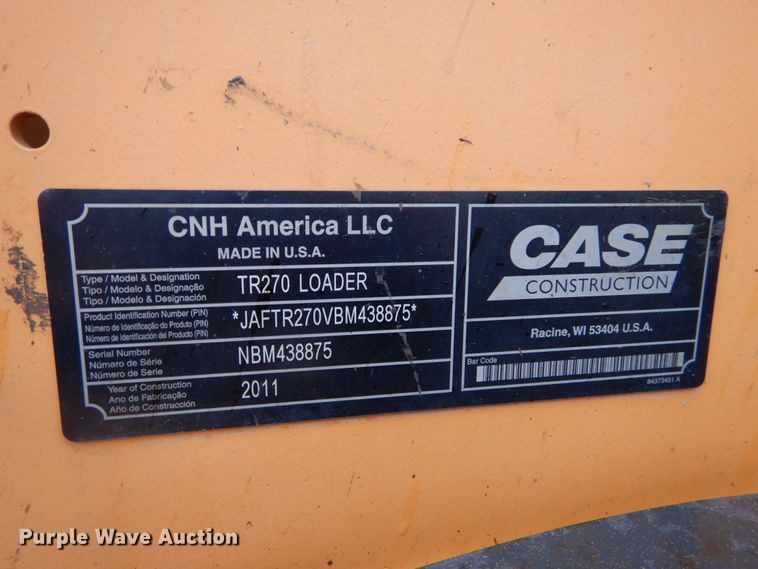 CNH America LLC
MADE IN U.S.A.
Type / Model & Designation
Tipo / Modelo & Designação
Tipo / Modelo & Designación
TR270 LOADER
Product Identification Number (PIN)
Número de Identificação do Produto (PIN)
Número de Identificación del Producto (PIN)
*JAFTR270VBM438875*
Serial Number
Número de Série
Número de Serie
NBM438875
Year of Construction
Ano de Fabricação
Año de Construcción
2011
CASE
CONSTRUCTION
Racine, WI 53404 U.S.A.
Bar Code
84373451 A
Purple Wave Auction